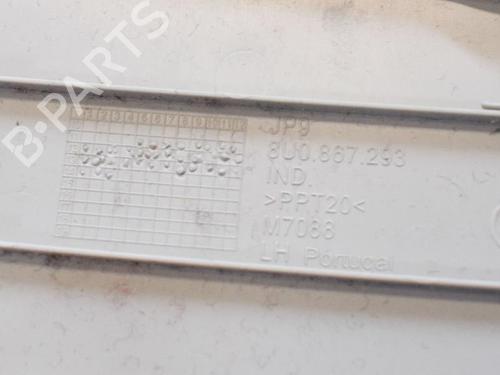 B-PARTS
JP9
8U0.867.293
IND.
>PPT20<
M7088
LH Portugal